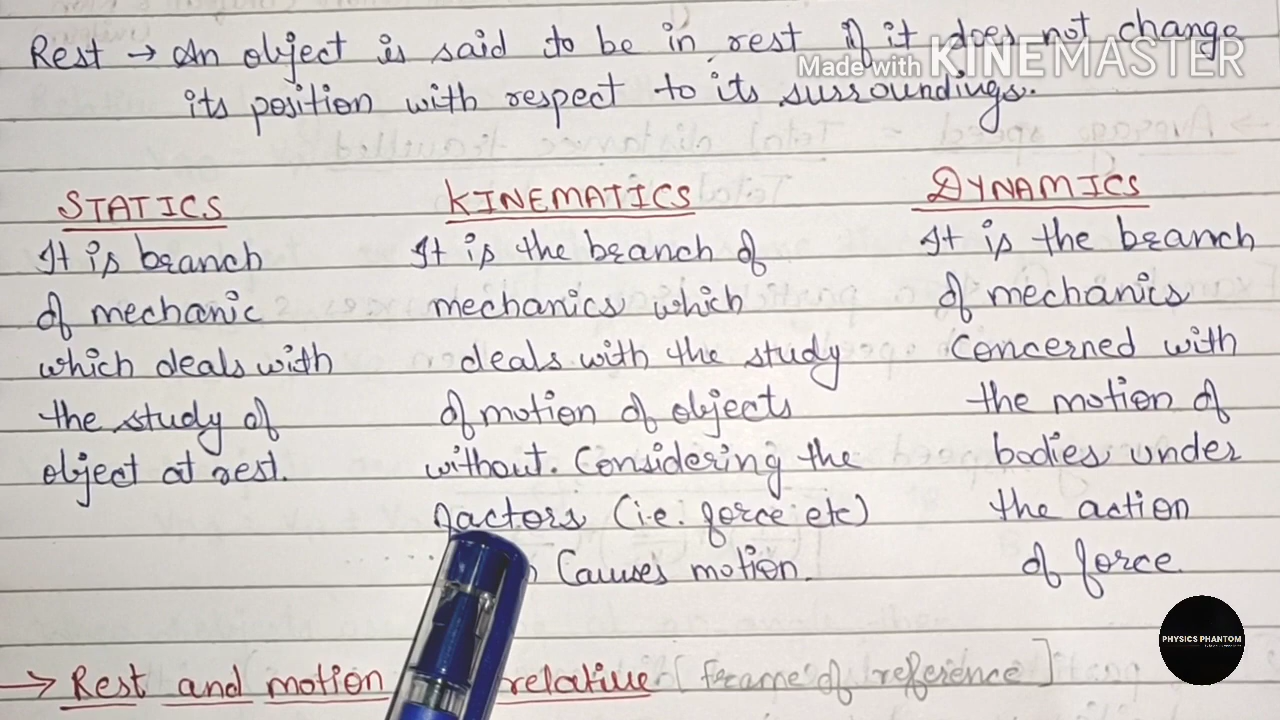 Rest → An object is said to be in rest if it does not change
Made with KINEMASTER
its position with respect to its surroundings.
STATICS
It is branch
of mechanic
which deals with
the study of
object at rest.
KINEMATICS
It is the branch of
mechanics which
deals with the study
of motion of objects
without. Considering the
factors (i.e. force etc)
Causes motion.
DYNAMICS
It is the branch
of mechanics
Concerned with
the motion of
bodies under
the action
of force.
PHYSICS PHANTOM
→ Rest and motion relative [Frame of reference]